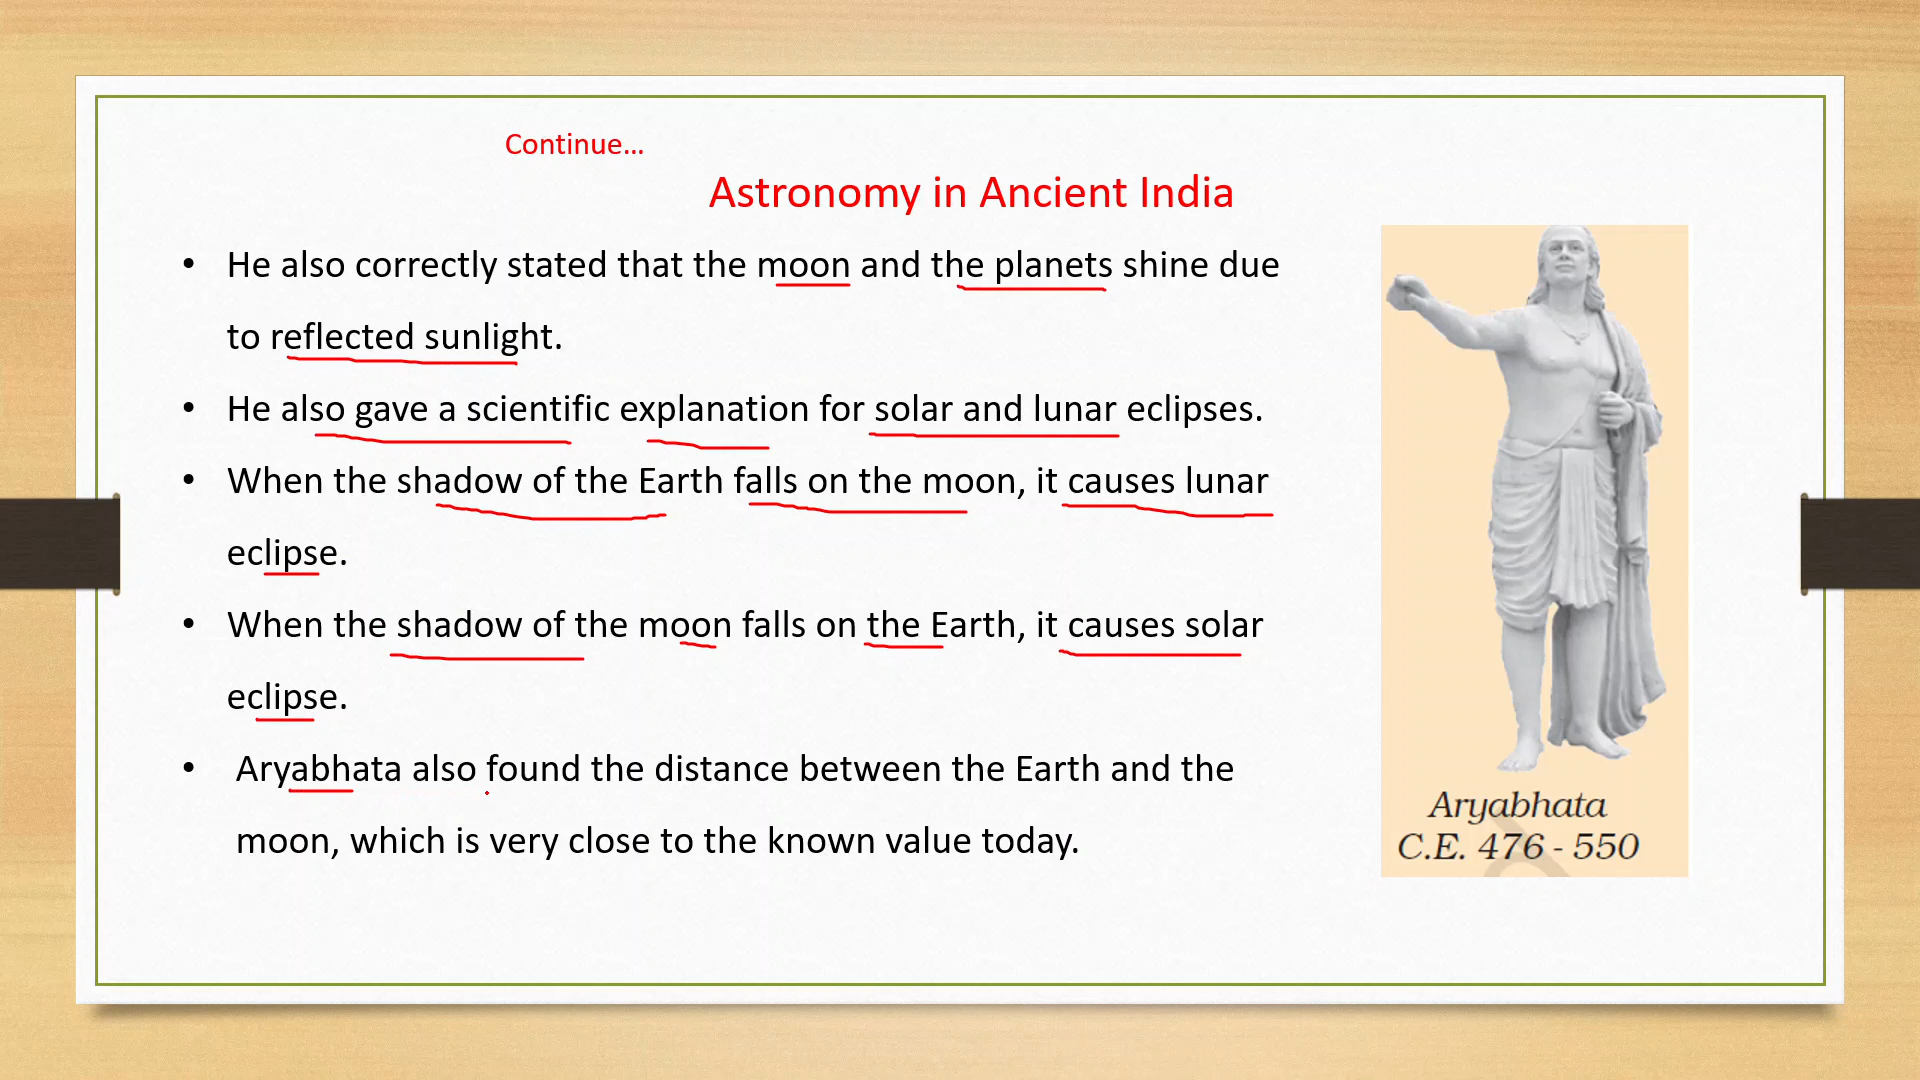 Continue...
Astronomy in Ancient India
• He also correctly stated that the moon and the planets shine due
to reflected sunlight.
• He also gave a scientific explanation for solar and lunar eclipses.
• When the shadow of the Earth falls on the moon, it causes lunar
eclipse.
• When the shadow of the moon falls on the Earth, it causes solar
eclipse.
• Aryabhata also found the distance between the Earth and the
moon, which is very close to the known value today.
Aryabhata
C.E. 476 - 550